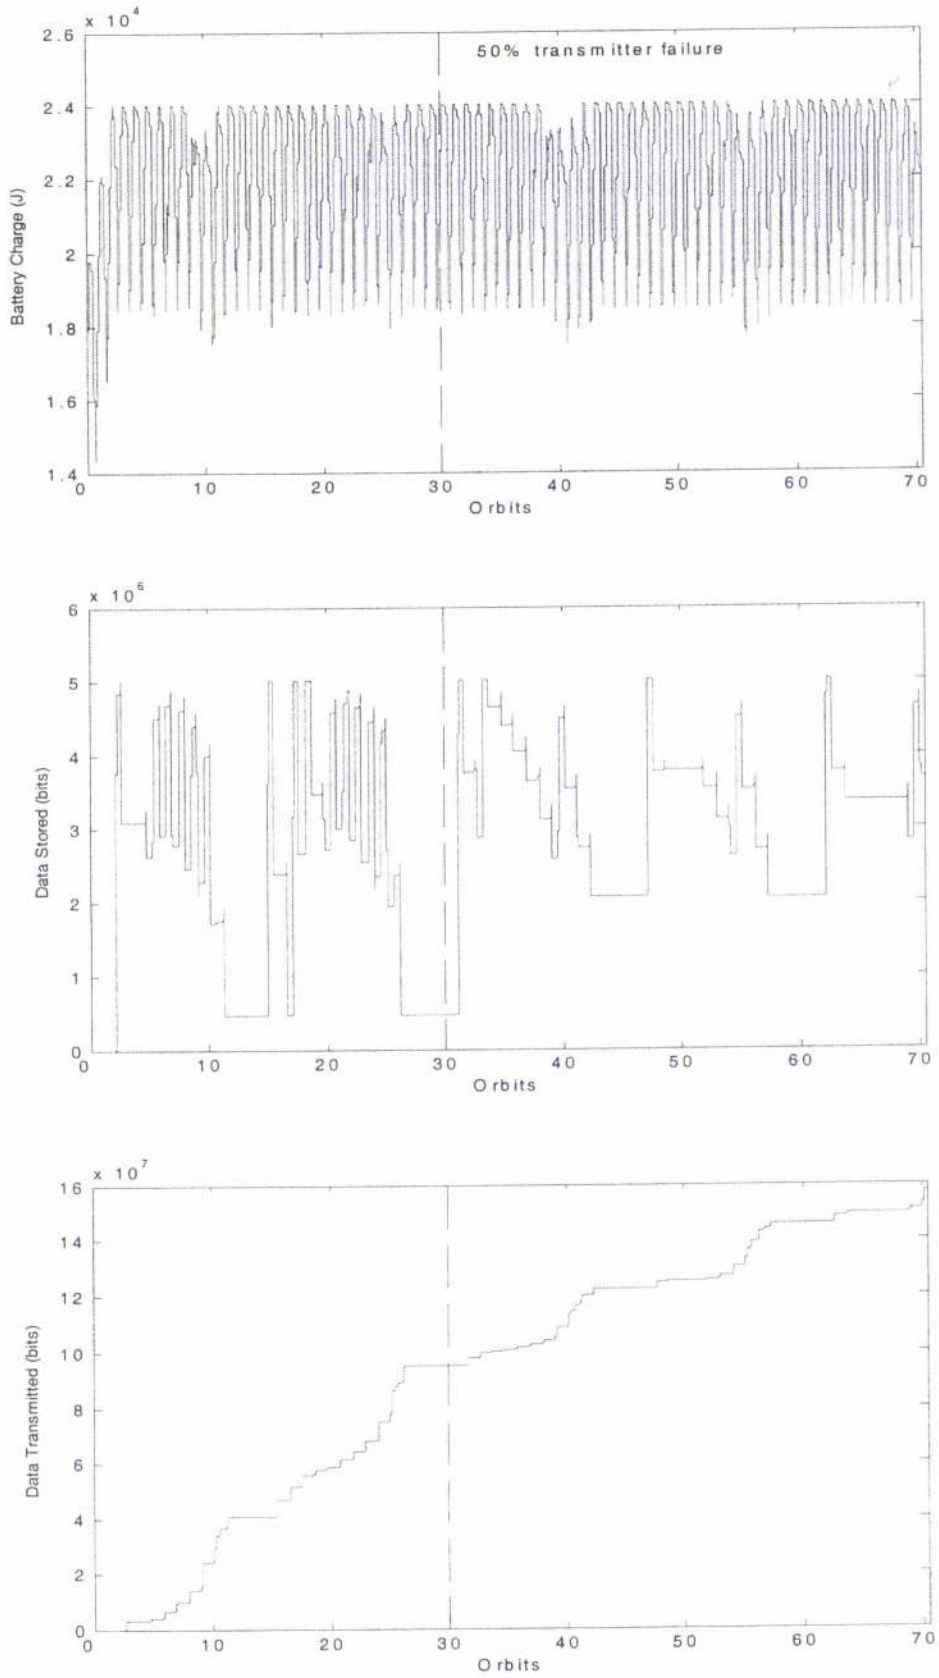 x 10^4
2.6
50% transmitter failure
2.4
2.2
2
1.8
1.6
1.4
Battery Charge (J)
0 10 20 30 40 50 60 70
Orbits
x 10^6
6
5
4
3
2
1
0
Data Stored (bits)
0 10 20 30 40 50 60 70
Orbits
x 10^7
16
14
12
10
8
6
4
2
0
Data Transmitted (bits)
0 10 20 30 40 50 60 70
Orbits